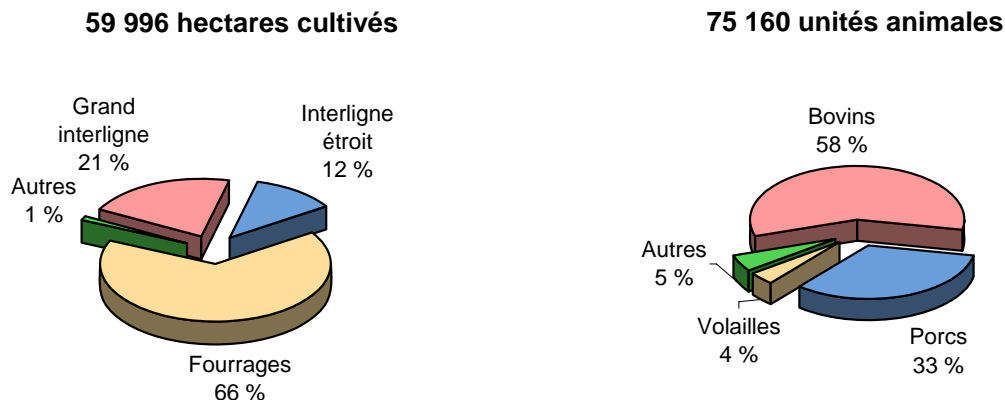 59 996 hectares cultivés
Grand
interligne
21 %
Interligne
étroit
12 %
Autres
1 %
Fourrages
66 %
75 160 unités animales
Bovins
58 %
Autres
5 %
Volailles
4 %
Porcs
33 %